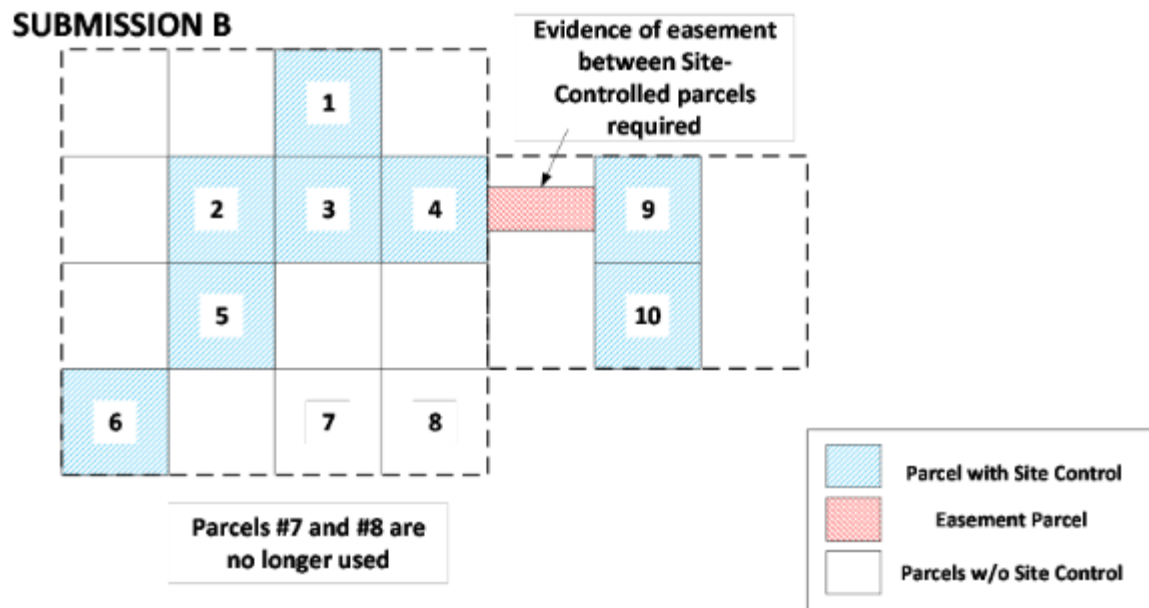 SUBMISSION B
Evidence of easement
between Site-
Controlled parcels
required
1
2
3
4
9
5
10
6
7
8
Parcels #7 and #8 are
no longer used
Parcel with Site Control
Easement Parcel
Parcels w/o Site Control